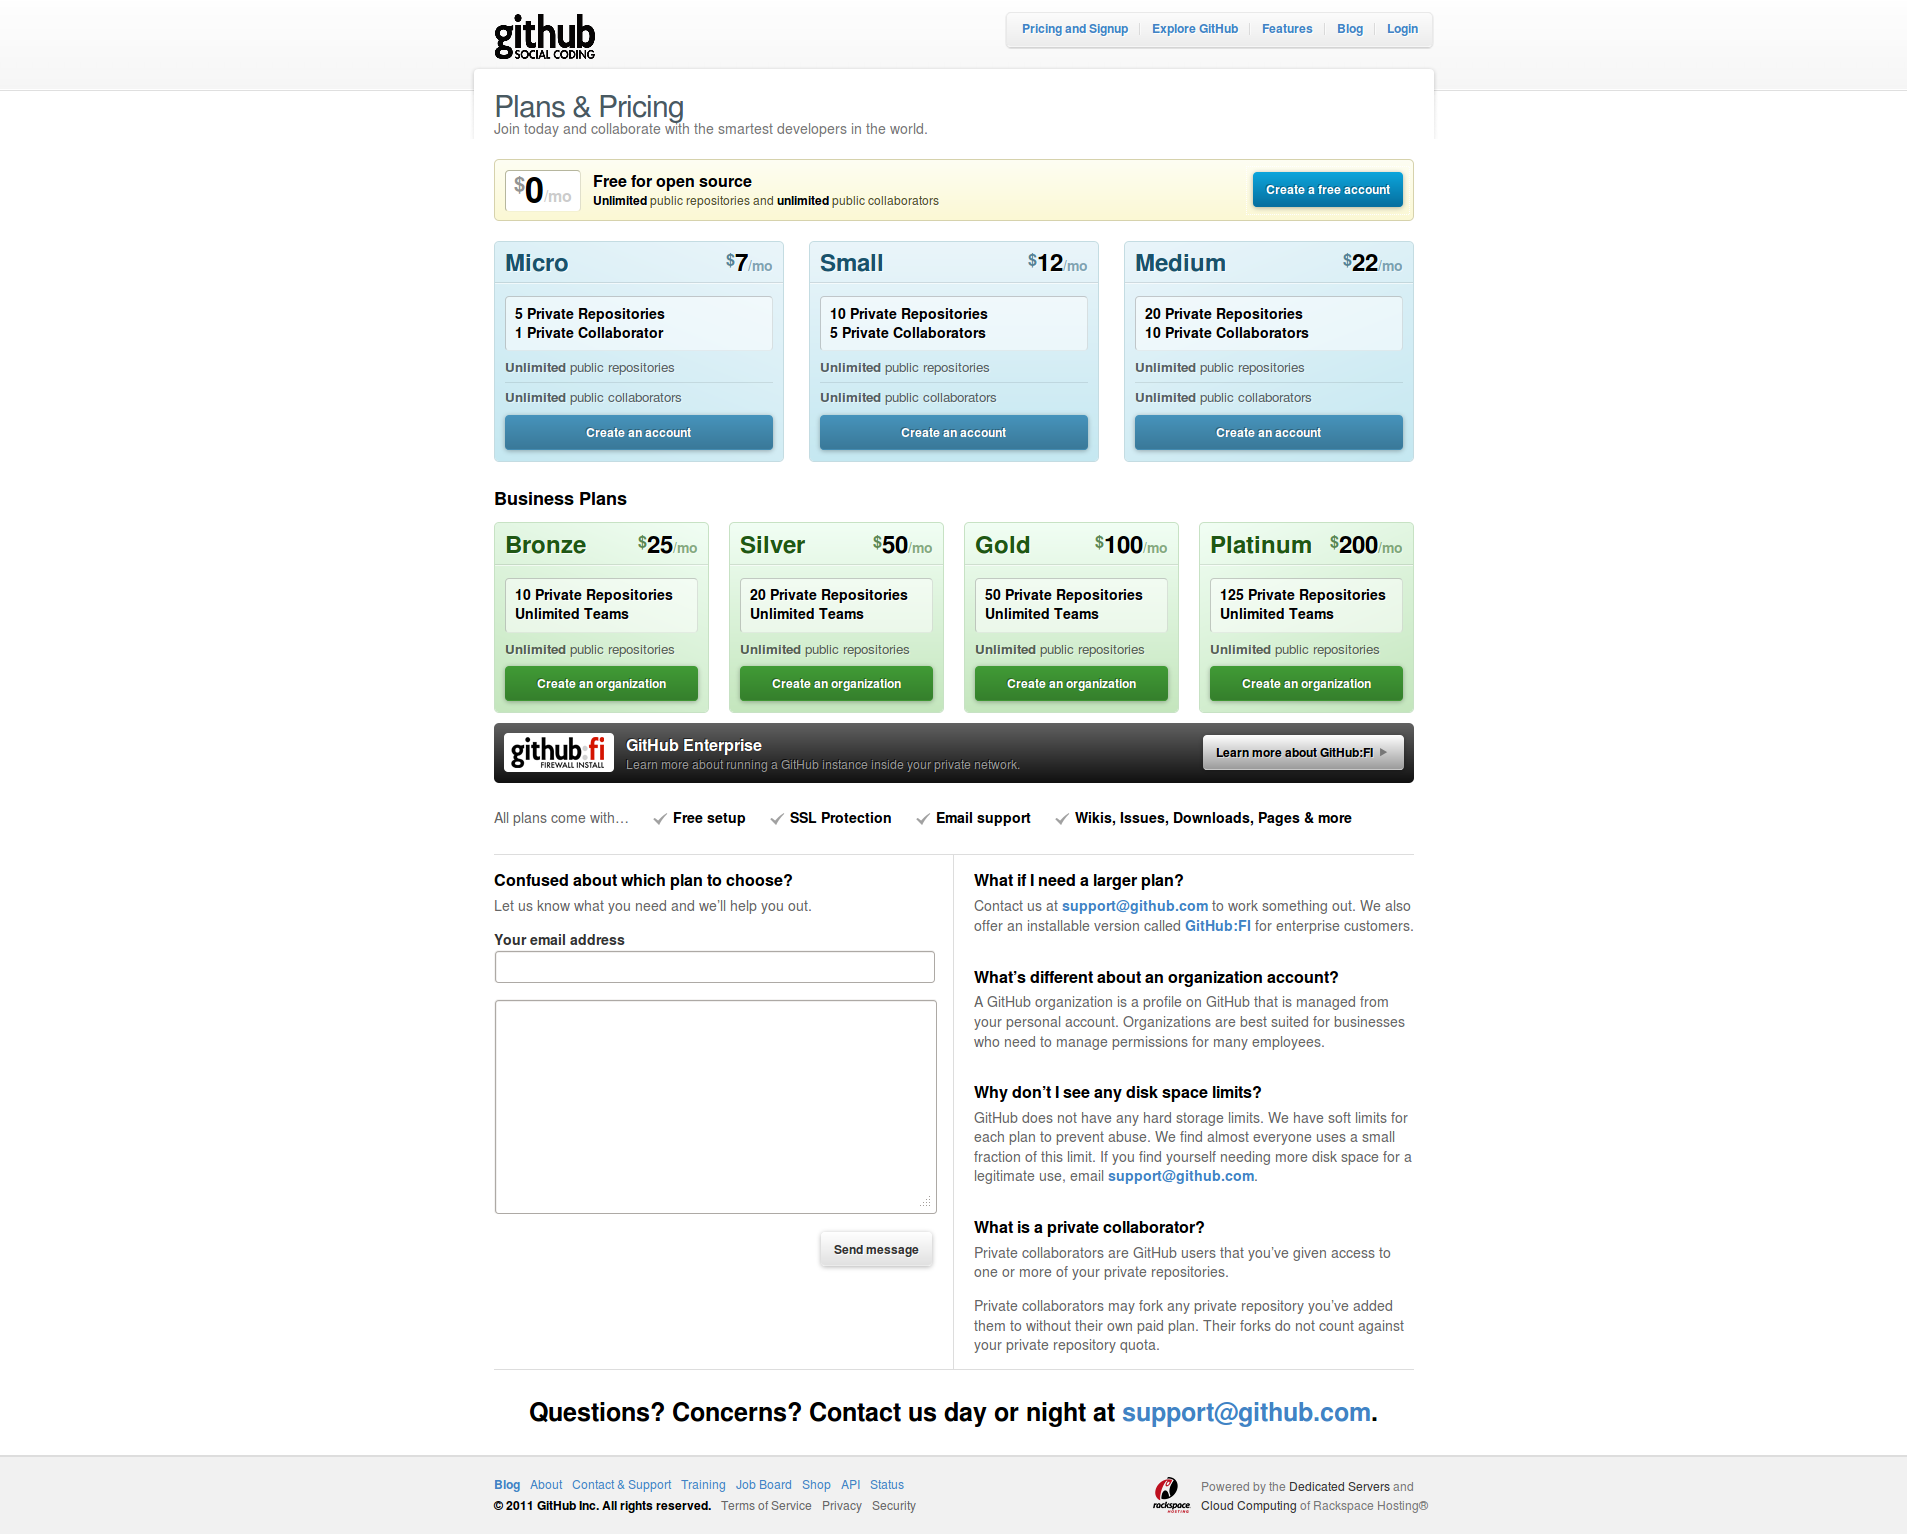 github
SOCIAL CODING
Pricing and Signup Explore GitHub Features Blog Login
Plans & Pricing
Join today and collaborate with the smartest developers in the world.
$0/mo
Free for open source
Unlimited public repositories and unlimited public collaborators
Create a free account
Micro $7/mo
5 Private Repositories
1 Private Collaborator
Unlimited public repositories
Unlimited public collaborators
Create an account
Small $12/mo
10 Private Repositories
5 Private Collaborators
Unlimited public repositories
Unlimited public collaborators
Create an account
Medium $22/mo
20 Private Repositories
10 Private Collaborators
Unlimited public repositories
Unlimited public collaborators
Create an account
Business Plans
Bronze $25/mo
10 Private Repositories
Unlimited Teams
Unlimited public repositories
Create an organization
Silver $50/mo
20 Private Repositories
Unlimited Teams
Unlimited public repositories
Create an organization
Gold $100/mo
50 Private Repositories
Unlimited Teams
Unlimited public repositories
Create an organization
Platinum $200/mo
125 Private Repositories
Unlimited Teams
Unlimited public repositories
Create an organization
github:fi
FIREWALL INSTALL
GitHub Enterprise
Learn more about running a GitHub instance inside your private network.
Learn more about GitHub:FI
All plans come with… Free setup SSL Protection Email support Wikis, Issues, Downloads, Pages & more
Confused about which plan to choose?
Let us know what you need and we’ll help you out.
Your email address
Send message
What if I need a larger plan?
Contact us at support@github.com to work something out. We also
offer an installable version called GitHub:FI for enterprise customers.
What’s different about an organization account?
A GitHub organization is a profile on GitHub that is managed from
your personal account. Organizations are best suited for businesses
who need to manage permissions for many employees.
Why don’t I see any disk space limits?
GitHub does not have any hard storage limits. We have soft limits for
each plan to prevent abuse. We find almost everyone uses a small
fraction of this limit. If you find yourself needing more disk space for a
legitimate use, email support@github.com.
What is a private collaborator?
Private collaborators are GitHub users that you’ve given access to
one or more of your private repositories.
Private collaborators may fork any private repository you’ve added
them to without their own paid plan. Their forks do not count against
your private repository quota.
Questions? Concerns? Contact us day or night at support@github.com.
Blog About Contact & Support Training Job Board Shop API Status
© 2011 GitHub Inc. All rights reserved. Terms of Service Privacy Security
rackspace
HOSTING
Powered by the Dedicated Servers and
Cloud Computing of Rackspace Hosting®